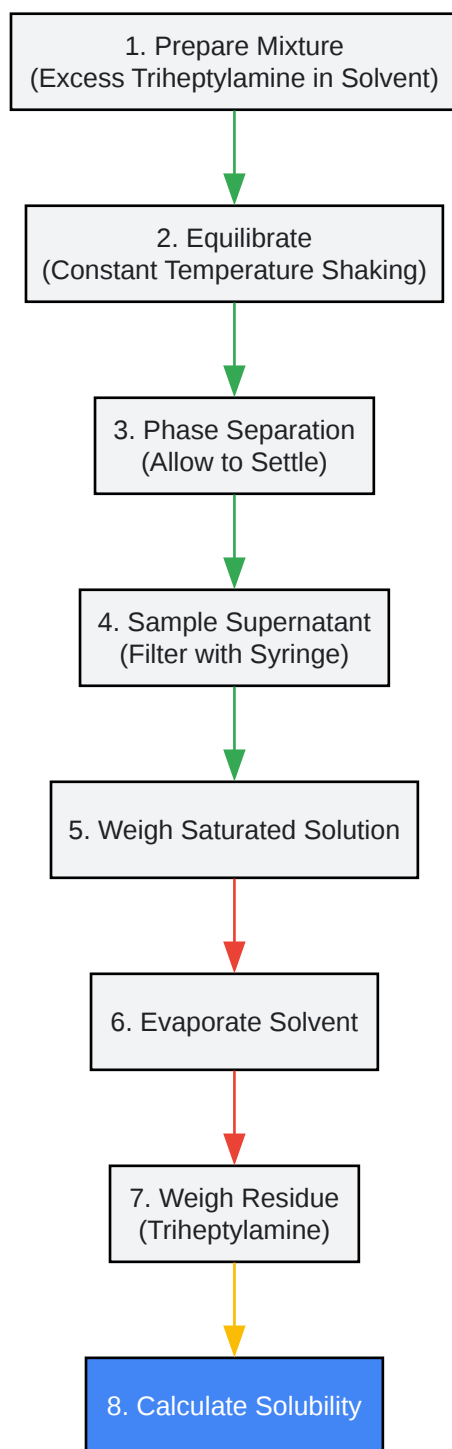 1. Prepare Mixture
(Excess Triheptylamine in Solvent)
2. Equilibrate
(Constant Temperature Shaking)
3. Phase Separation
(Allow to Settle)
4. Sample Supernatant
(Filter with Syringe)
5. Weigh Saturated Solution
6. Evaporate Solvent
7. Weigh Residue
(Triheptylamine)
8. Calculate Solubility